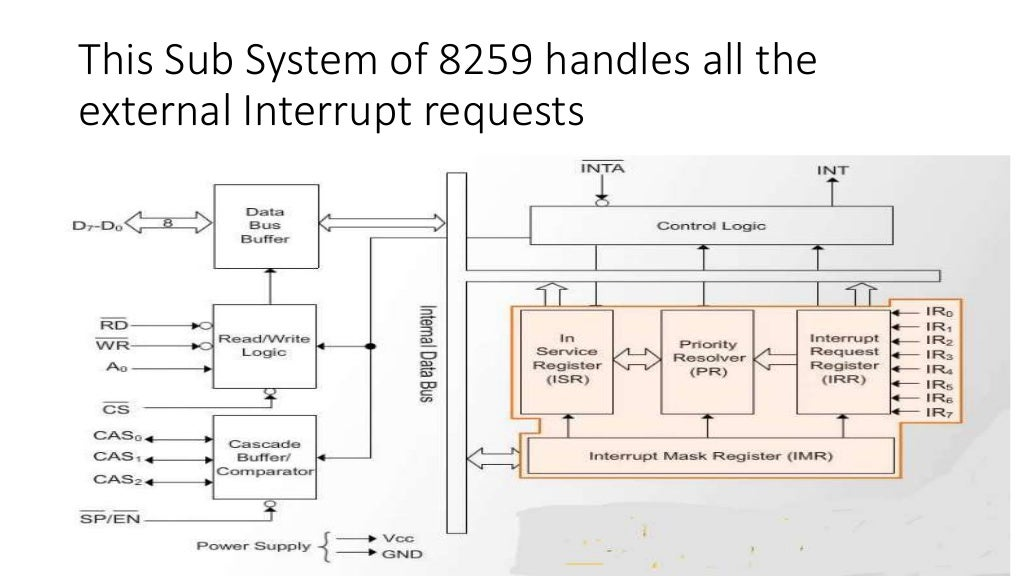 This Sub System of 8259 handles all the
external Interrupt requests
INTA
INT
D₇-D₀
8
Data
Bus
Buffer
Control Logic
RD
WR
A₀
Read/Write
Logic
CS
Internal Data Bus
In
Service
Register
(ISR)
Priority
Resolver
(PR)
Interrupt
Request
Register
(IRR)
IR₀
IR₁
IR₂
IR₃
IR₄
IR₅
IR₆
IR₇
CAS₀
CAS₁
CAS₂
Cascade
Buffer/
Comparator
Interrupt Mask Register (IMR)
SP/EN
Power Supply
Vcc
GND